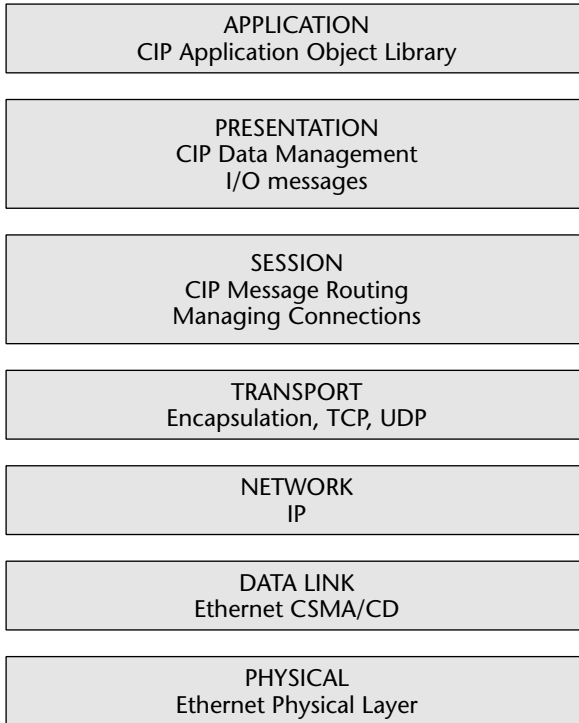 APPLICATION
CIP Application Object Library
PRESENTATION
CIP Data Management
I/O messages
SESSION
CIP Message Routing
Managing Connections
TRANSPORT
Encapsulation, TCP, UDP
NETWORK
IP
DATA LINK
Ethernet CSMA/CD
PHYSICAL
Ethernet Physical Layer